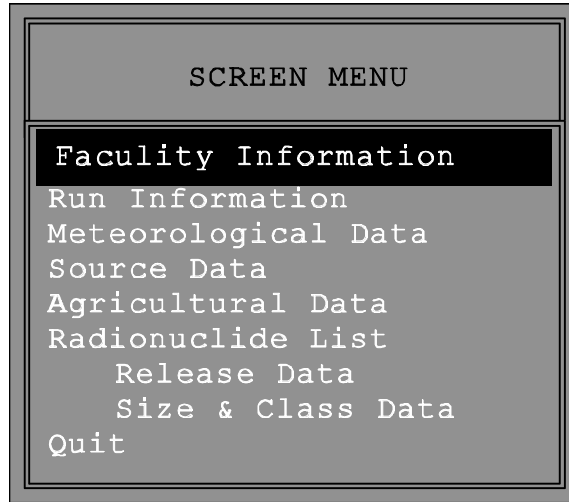 SCREEN MENU
Faculity Information
Run Information
Meteorological Data
Source Data
Agricultural Data
Radionuclide List
Release Data
Size & Class Data
Quit